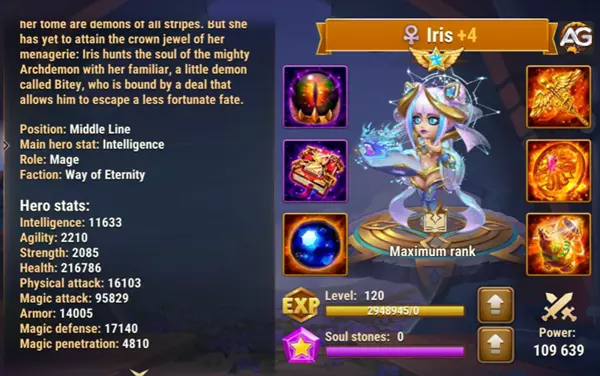 her tome are demons of all stripes. But she
has yet to attain the crown jewel of her
menagerie: Iris hunts the soul of the mighty
Archdemon with her familiar, a little demon
called Bitey, who is bound by a deal that
allows him to escape a less fortunate fate.
Position: Middle Line
Main hero stat: Intelligence
Role: Mage
Faction: Way of Eternity
Hero stats:
Intelligence: 11633
Agility: 2210
Strength: 2085
Health: 216786
Physical attack: 16103
Magic attack: 95829
Armor: 14005
Magic defense: 17140
Magic penetration: 4810
Iris +4
AG
Maximum rank
EXP
Level: 120
2948945/0
Soul stones: 0
Power:
109 639